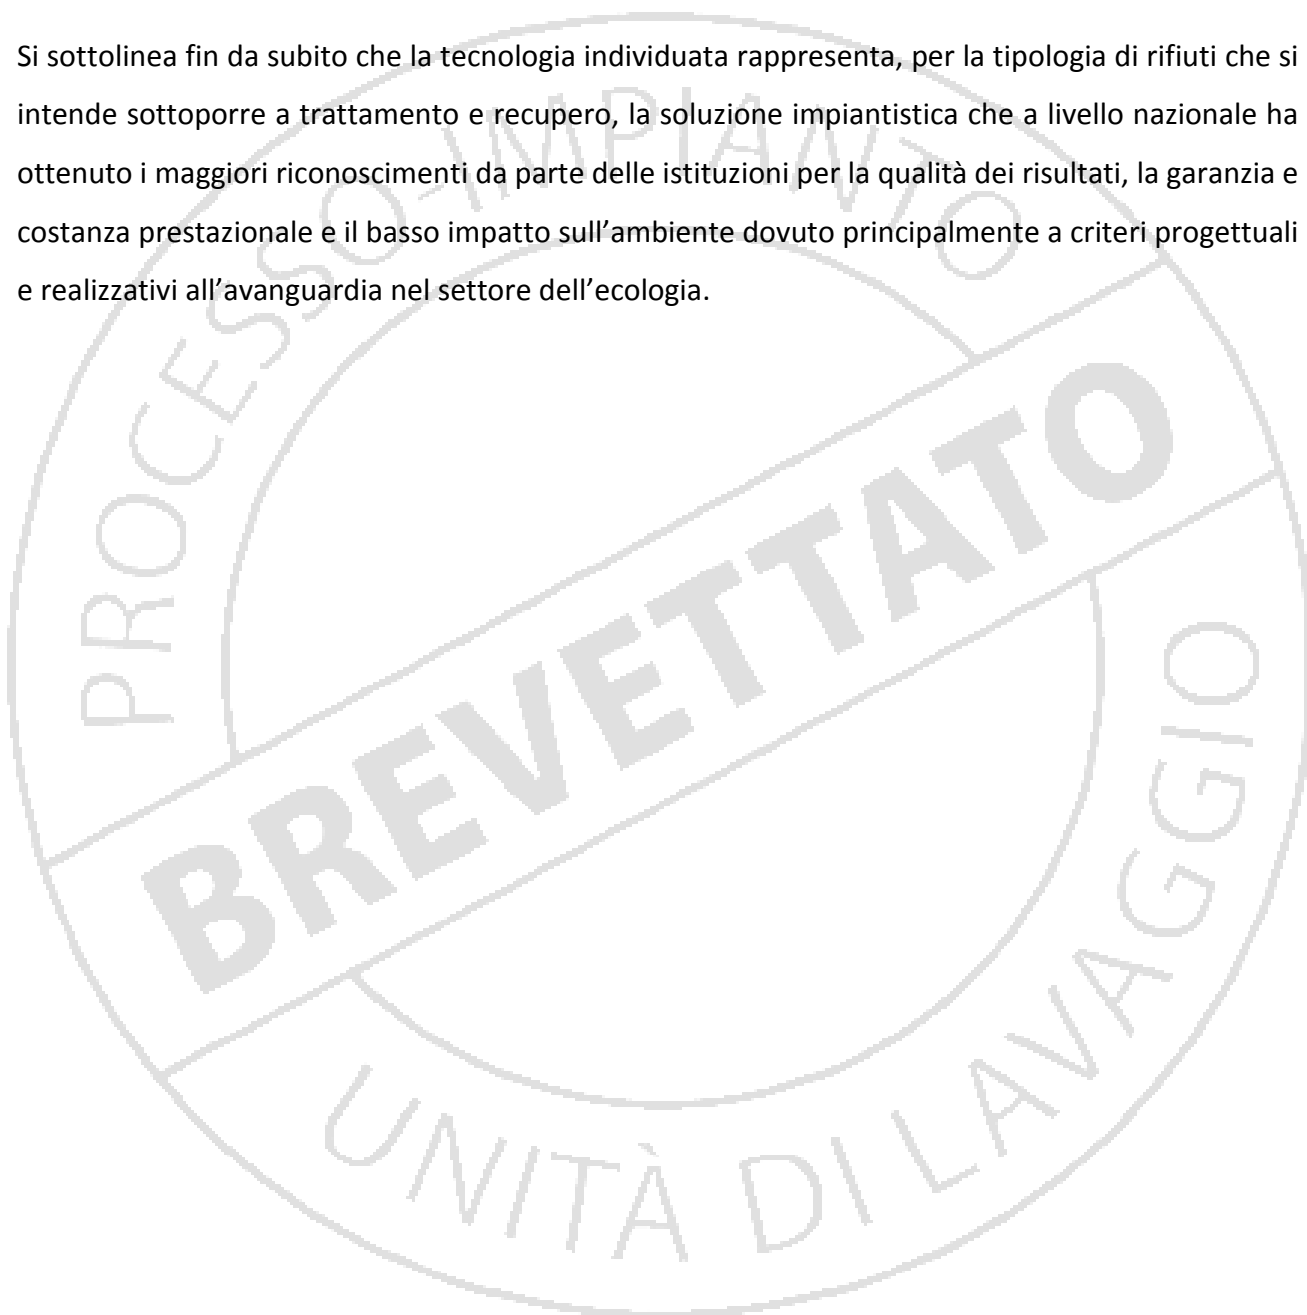 Si sottolinea fin da subito che la tecnologia individuata rappresenta, per la tipologia di rifiuti che si
intende sottoporre a trattamento e recupero, la soluzione impiantistica che a livello nazionale ha
ottenuto i maggiori riconoscimenti da parte delle istituzioni per la qualità dei risultati, la garanzia e
costanza prestazionale e il basso impatto sull’ambiente dovuto principalmente a criteri progettuali
e realizzativi all’avanguardia nel settore dell’ecologia.
PROCESSO-IMPIANTO
BREVETTATO
UNITÀ DI LAVAGGIO